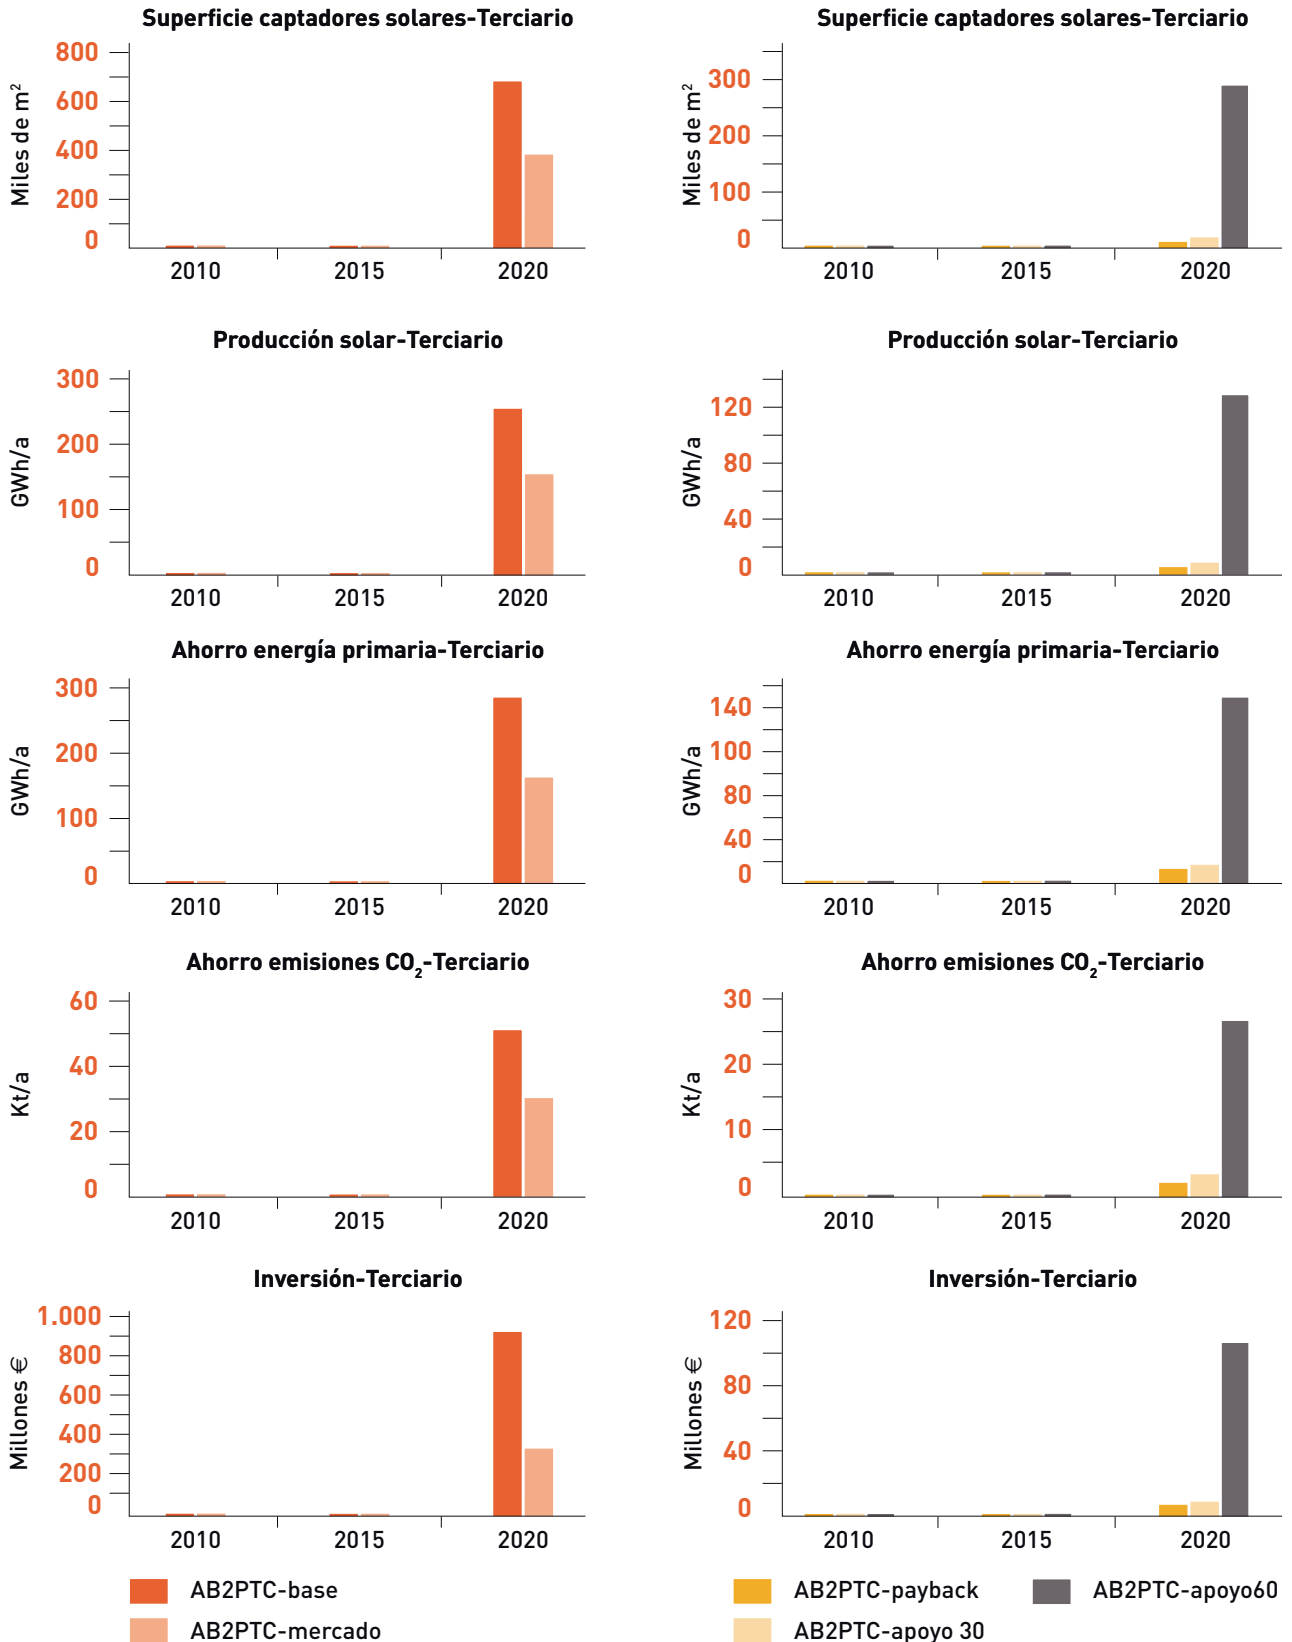 Superficie captadores solares-Terciario
Miles de m²
800
600
400
200
0
2010 2015 2020
Superficie captadores solares-Terciario
Miles de m²
300
200
100
0
2010 2015 2020
Producción solar-Terciario
GWh/a
300
200
100
0
2010 2015 2020
Producción solar-Terciario
GWh/a
120
80
40
0
2010 2015 2020
Ahorro energía primaria-Terciario
GWh/a
300
200
100
0
2010 2015 2020
Ahorro energía primaria-Terciario
GWh/a
140
100
80
40
0
2010 2015 2020
Ahorro emisiones CO₂-Terciario
Kt/a
60
40
20
0
2010 2015 2020
Ahorro emisiones CO₂-Terciario
Kt/a
30
20
10
0
2010 2015 2020
Inversión-Terciario
Millones €
1.000
800
600
400
200
0
2010 2015 2020
Inversión-Terciario
Millones €
120
80
40
0
2010 2015 2020
AB2PTC-base
AB2PTC-mercado
AB2PTC-payback
AB2PTC-apoyo 30
AB2PTC-apoyo60